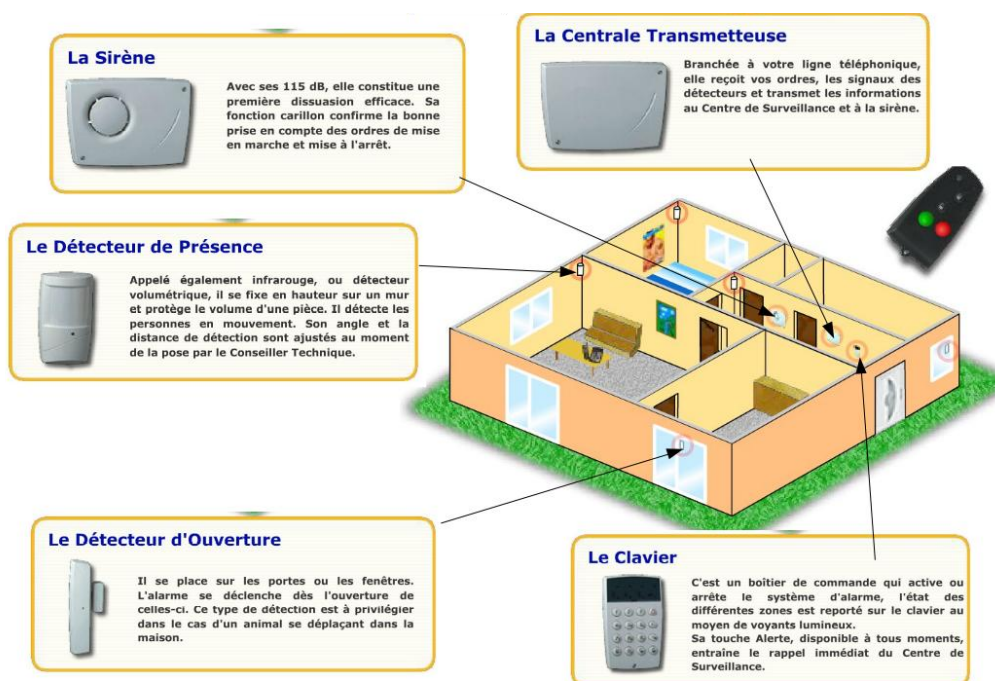 La Sirène
Avec ses 115 dB, elle constitue une
première dissuasion efficace. Sa
fonction carillon confirme la bonne
prise en compte des ordres de mise
en marche et mise à l'arrêt.
La Centrale Transmetteuse
Branchée à votre ligne téléphonique,
elle reçoit vos ordres, les signaux des
détecteurs et transmet les informations
au Centre de Surveillance et à la sirène.
Le Détecteur de Présence
Appelé également infrarouge, ou détecteur
volumétrique, il se fixe en hauteur sur un mur
et protège le volume d'une pièce. Il détecte les
personnes en mouvement. Son angle et la
distance de détection sont ajustés au moment
de la pose par le Conseiller Technique.
Le Détecteur d'Ouverture
Il se place sur les portes ou les fenêtres.
L'alarme se déclenche dès l'ouverture de
celles-ci. Ce type de détection est à privilégier
dans le cas d'un animal se déplaçant dans la
maison.
Le Clavier
C'est un boîtier de commande qui active ou
arrête le système d'alarme, l'état des
différentes zones est reporté sur le clavier au
moyen de voyants lumineux.
Sa touche Alerte, disponible à tous moments,
entraîne le rappel immédiat du Centre de
Surveillance.